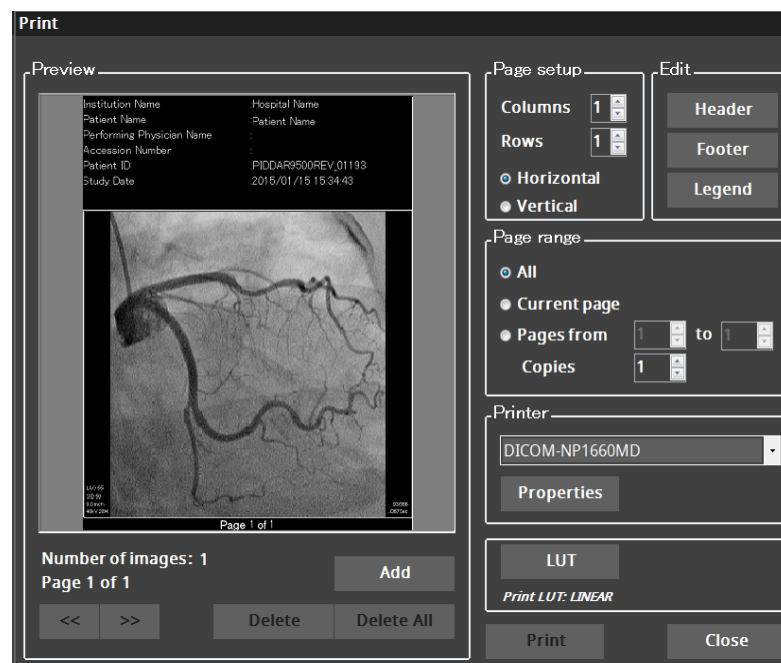 Print
Preview
Institution Name :Hospital Name
Patient Name :Patient Name
Performing Physician Name :
Accession Number :
Patient ID :PIDDAR9500REV_01193
Study Date :2015/01/15 15:34:43
Page 1 of 1
Number of images: 1
Page 1 of 1
Add
<< >> Delete Delete All
Page setup
Columns 1
Rows 1
Horizontal
Vertical
Edit
Header
Footer
Legend
Page range
All
Current page
Pages from 1 to 1
Copies 1
Printer
DICOM-NP1660MD
Properties
LUT
Print LUT: LINEAR
Print Close